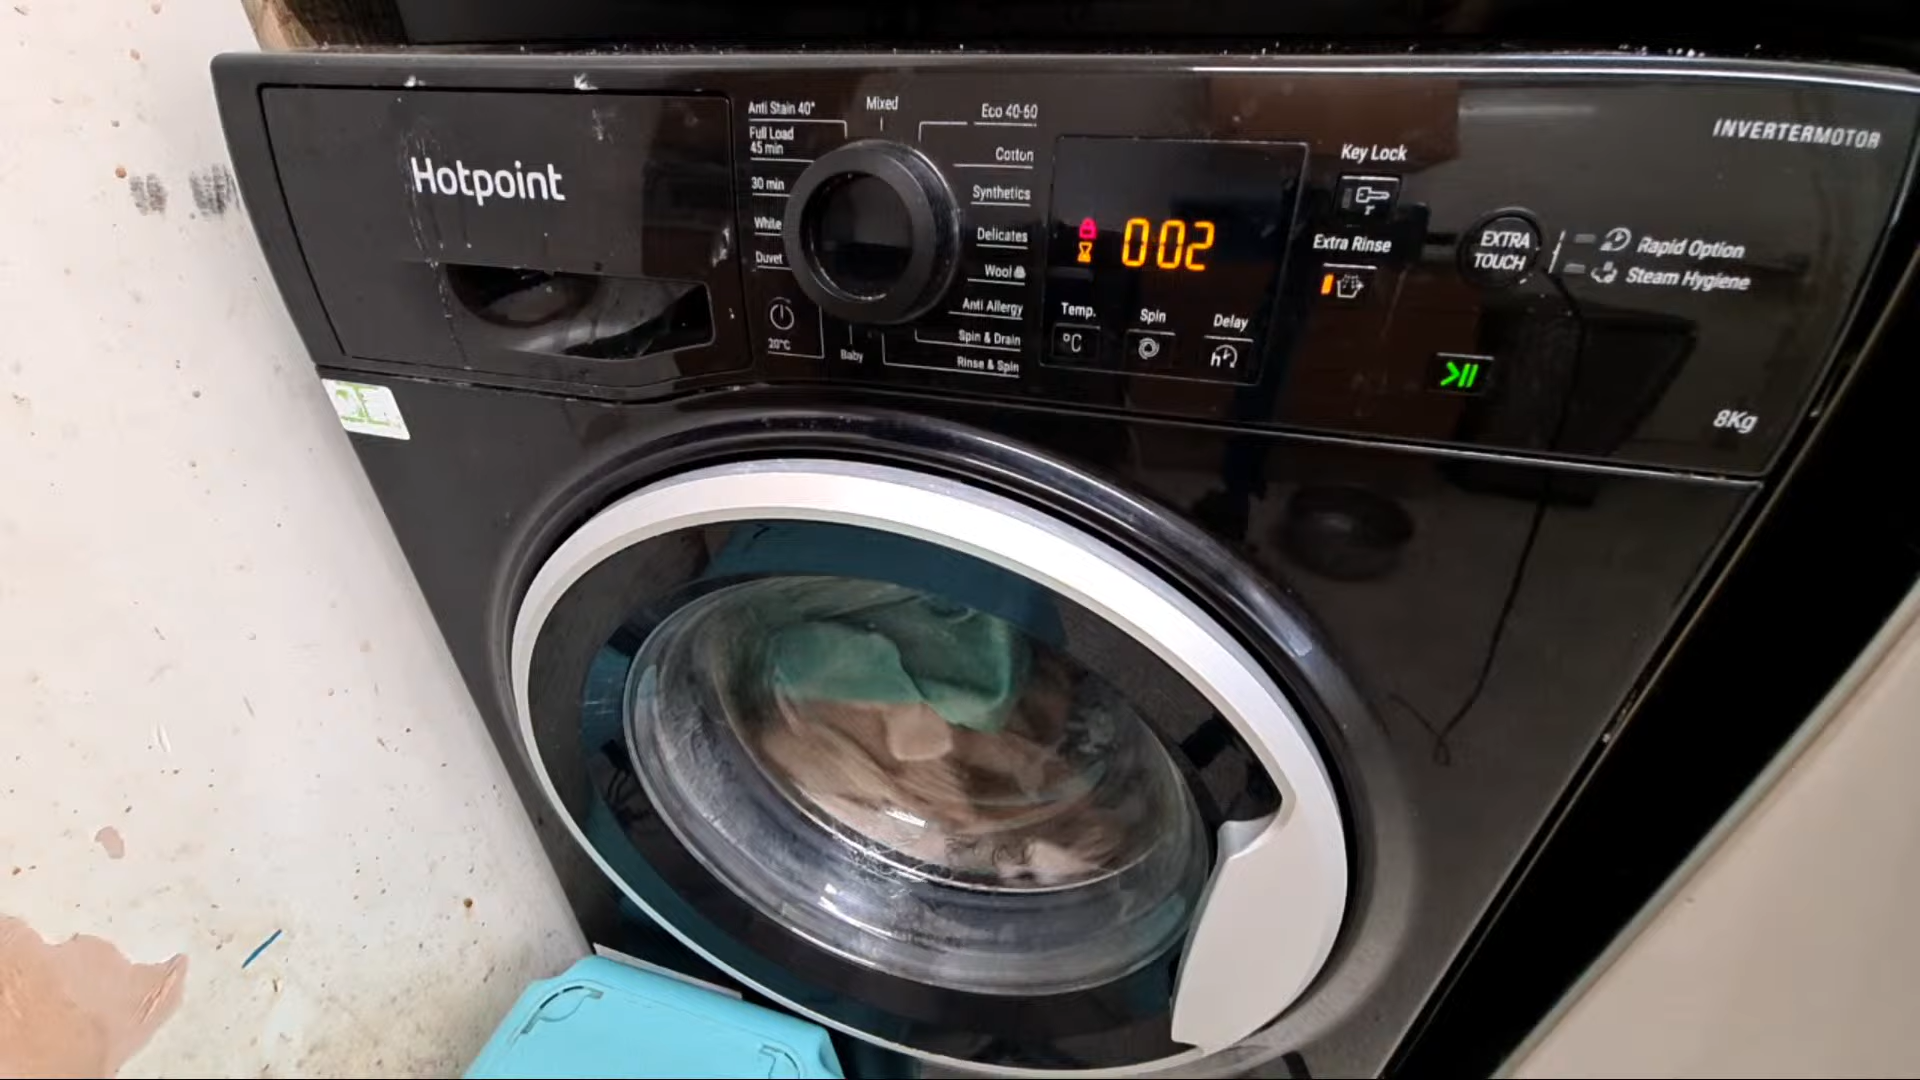 Hotpoint
Anti Stain 40°
Full Load
45 min
30 min
White
Duvet
20°C
Mixed
Baby
Eco 40-60
Cotton
Synthetics
Delicates
Wool
Anti Allergy
Spin & Drain
Rinse & Spin
002
Temp.
°C
Spin
Delay
h
Key Lock
Extra Rinse
EXTRA
TOUCH
Rapid Option
Steam Hygiene
INVERTERMOTOR
8Kg